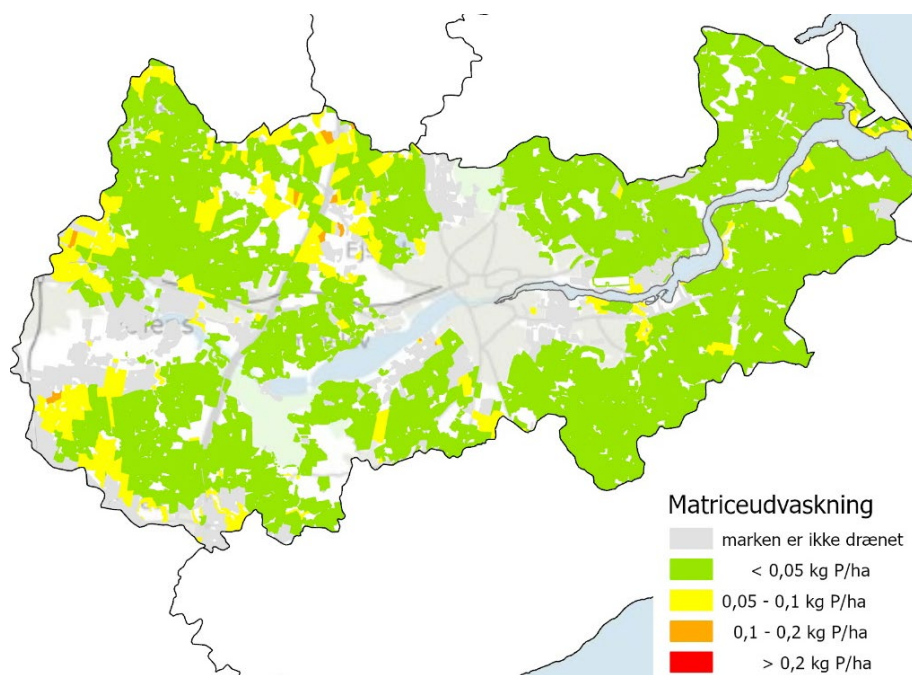 Matriceudvaskning
marken er ikke drænet
< 0,05 kg P/ha
0,05 - 0,1 kg P/ha
0,1 - 0,2 kg P/ha
> 0,2 kg P/ha